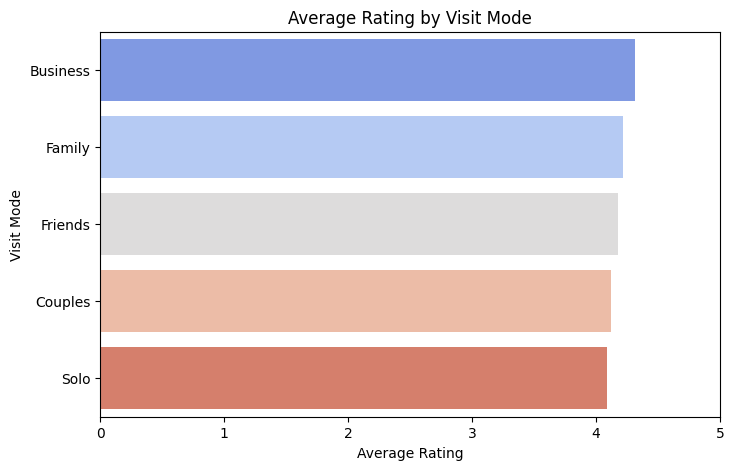 Average Rating by Visit Mode
Visit Mode
Business
Family
Friends
Couples
Solo
0 1 2 3 4 5
Average Rating